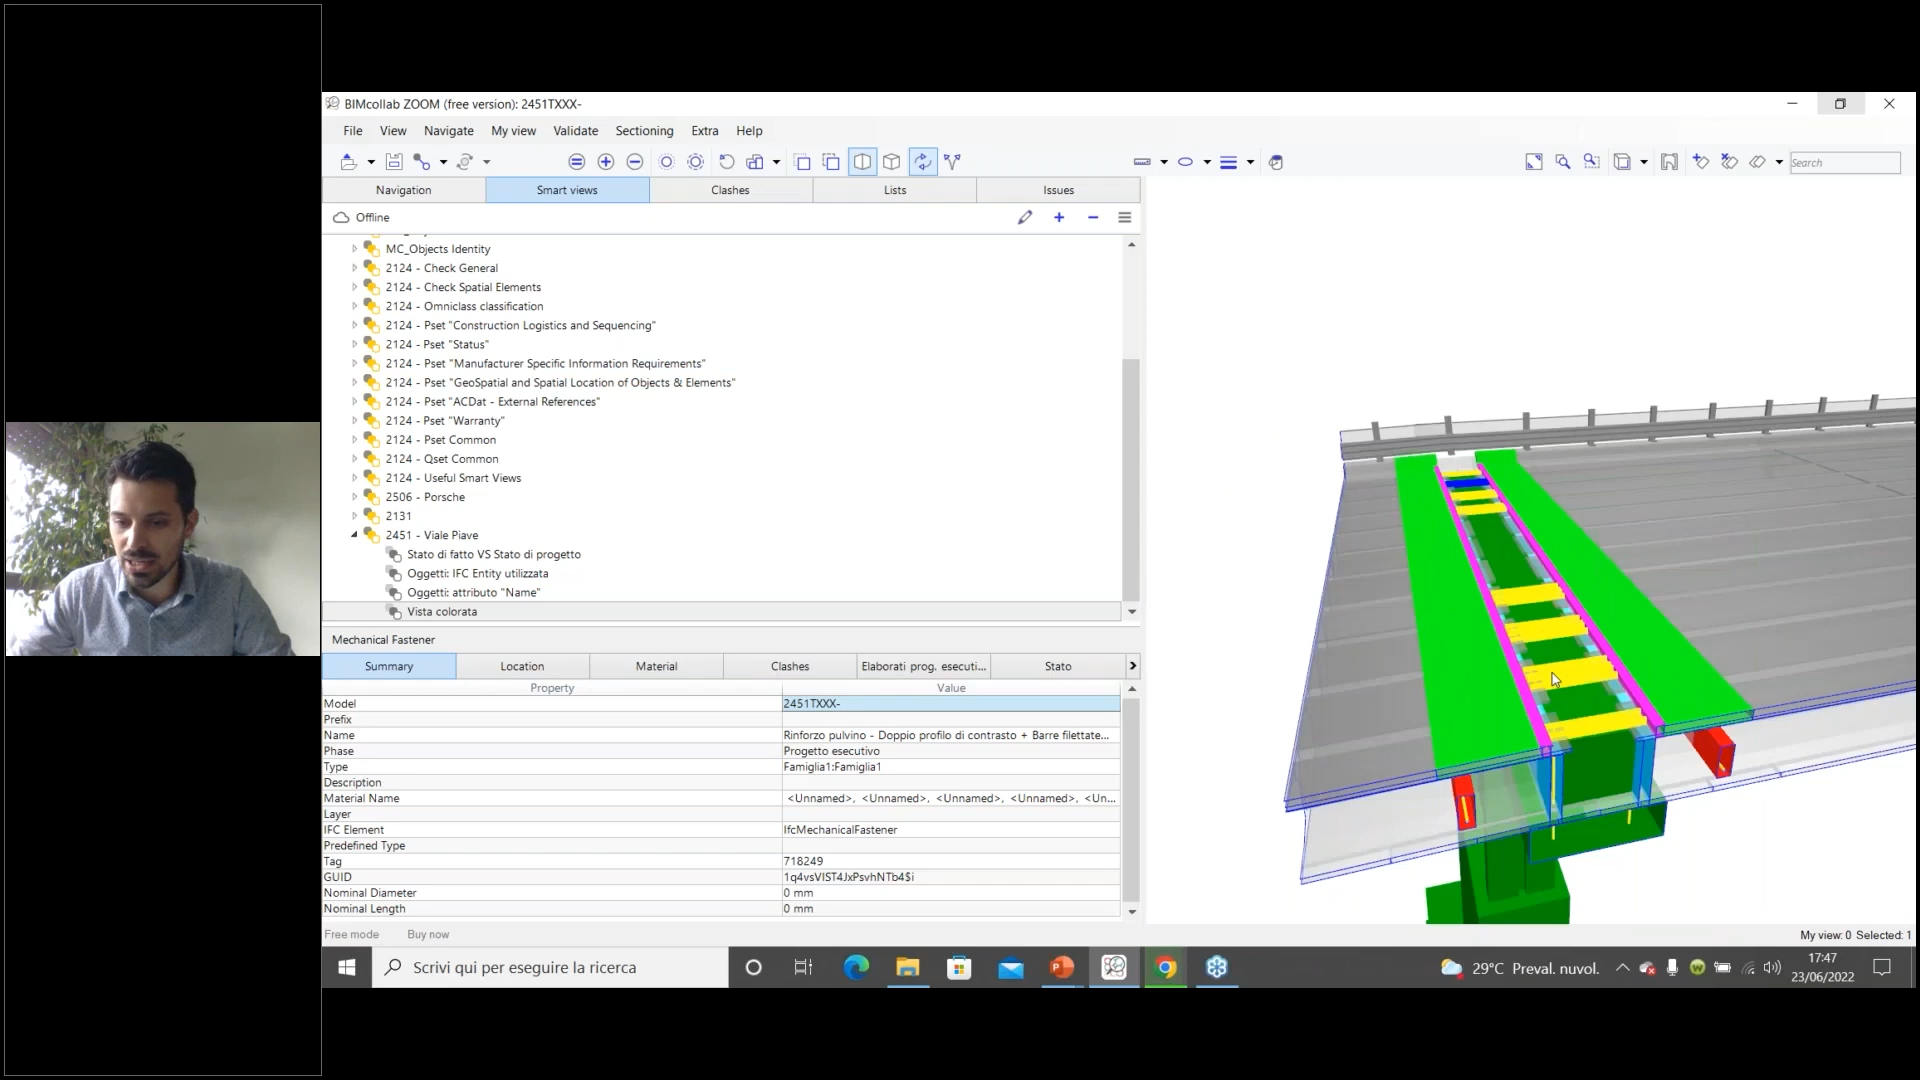 BIMcollab ZOOM (free version): 2451TXXX-
File View Navigate My view Validate Sectioning Extra Help
Search
Navigation Smart views Clashes Lists Issues
Offline
MC_Objects Identity
2124 - Check General
2124 - Check Spatial Elements
2124 - Omniclass classification
2124 - Pset "Construction Logistics and Sequencing"
2124 - Pset "Status"
2124 - Pset "Manufacturer Specific Information Requirements"
2124 - Pset "GeoSpatial and Spatial Location of Objects & Elements"
2124 - Pset "ACDat - External References"
2124 - Pset "Warranty"
2124 - Pset Common
2124 - Qset Common
2124 - Useful Smart Views
2506 - Porsche
2131
2451 - Viale Piave
Stato di fatto VS Stato di progetto
Oggetti: IFC Entity utilizzata
Oggetti: attributo "Name"
Vista colorata
Mechanical Fastener
Summary Location Material Clashes Elaborati prog. esecuti... Stato
Property Value
Model 2451TXXX-
Prefix
Name Rinforzo pulvino - Doppio profilo di contrasto + Barre filettate...
Phase Progetto esecutivo
Type Famiglia1:Famiglia1
Description
Material Name <Unnamed>, <Unnamed>, <Unnamed>, <Unnamed>, <Un...
Layer
IFC Element IfcMechanicalFastener
Predefined Type
Tag 718249
GUID 1q4vsVIST4JxPsvhNTb4$i
Nominal Diameter 0 mm
Nominal Length 0 mm
Free mode Buy now
My view: 0 Selected: 1
Scrivi qui per eseguire la ricerca
29°C Preval. nuvol.
17:47
23/06/2022